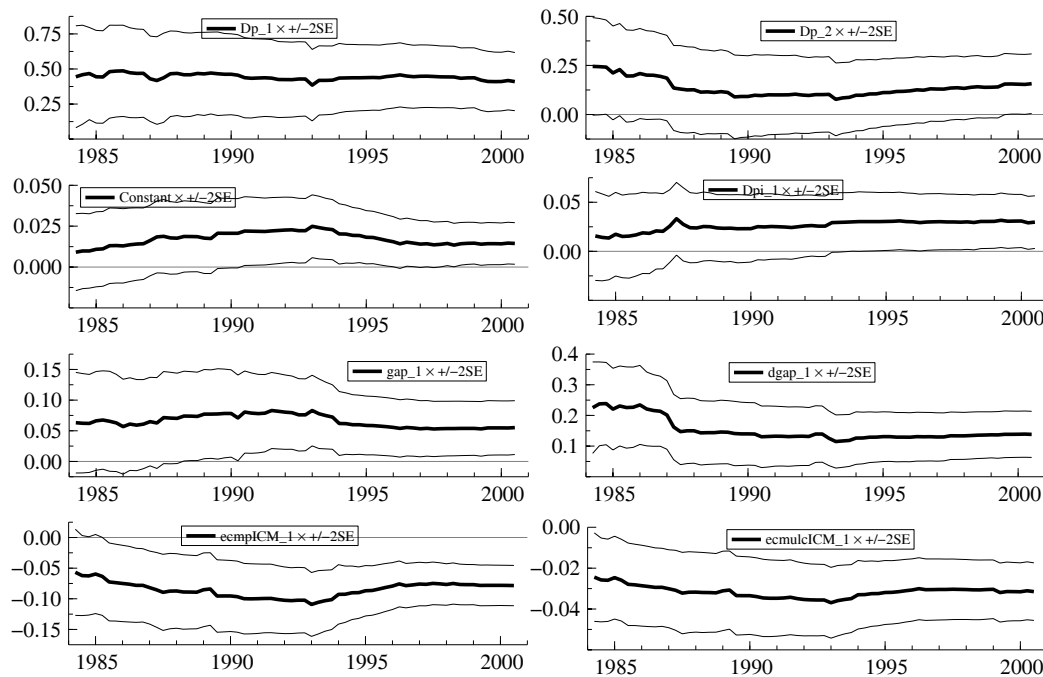 Dp_1 × +/−2SE
0.75
0.50
0.25
1985 1990 1995 2000
Dp_2 × +/−2SE
0.50
0.25
0.00
1985 1990 1995 2000
Constant × +/−2SE
0.050
0.025
0.000
1985 1990 1995 2000
Dpi_1 × +/−2SE
0.05
0.00
1985 1990 1995 2000
gap_1 × +/−2SE
0.15
0.10
0.05
0.00
1985 1990 1995 2000
dgap_1 × +/−2SE
0.4
0.3
0.2
0.1
1985 1990 1995 2000
ecmpICM_1 × +/−2SE
0.00
−0.05
−0.10
−0.15
1985 1990 1995 2000
ecmulcICM_1 × +/−2SE
0.00
−0.02
−0.04
1985 1990 1995 2000